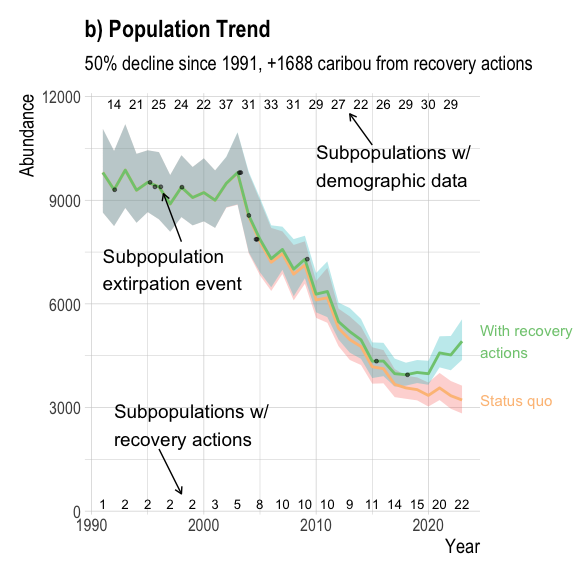 b) Population Trend
50% decline since 1991, +1688 caribou from recovery actions
12000
14 21 25 24 22 37 31 33 31 29 27 22 26 29 30 29
Abundance
Subpopulations w/
demographic data
9000
Subpopulation
extirpation event
6000
With recovery
actions
Status quo
3000
Subpopulations w/
recovery actions
1 2 2 2 2 3 5 8 10 10 10 9 11 14 15 20 22
0
1990 2000 2010 2020
Year